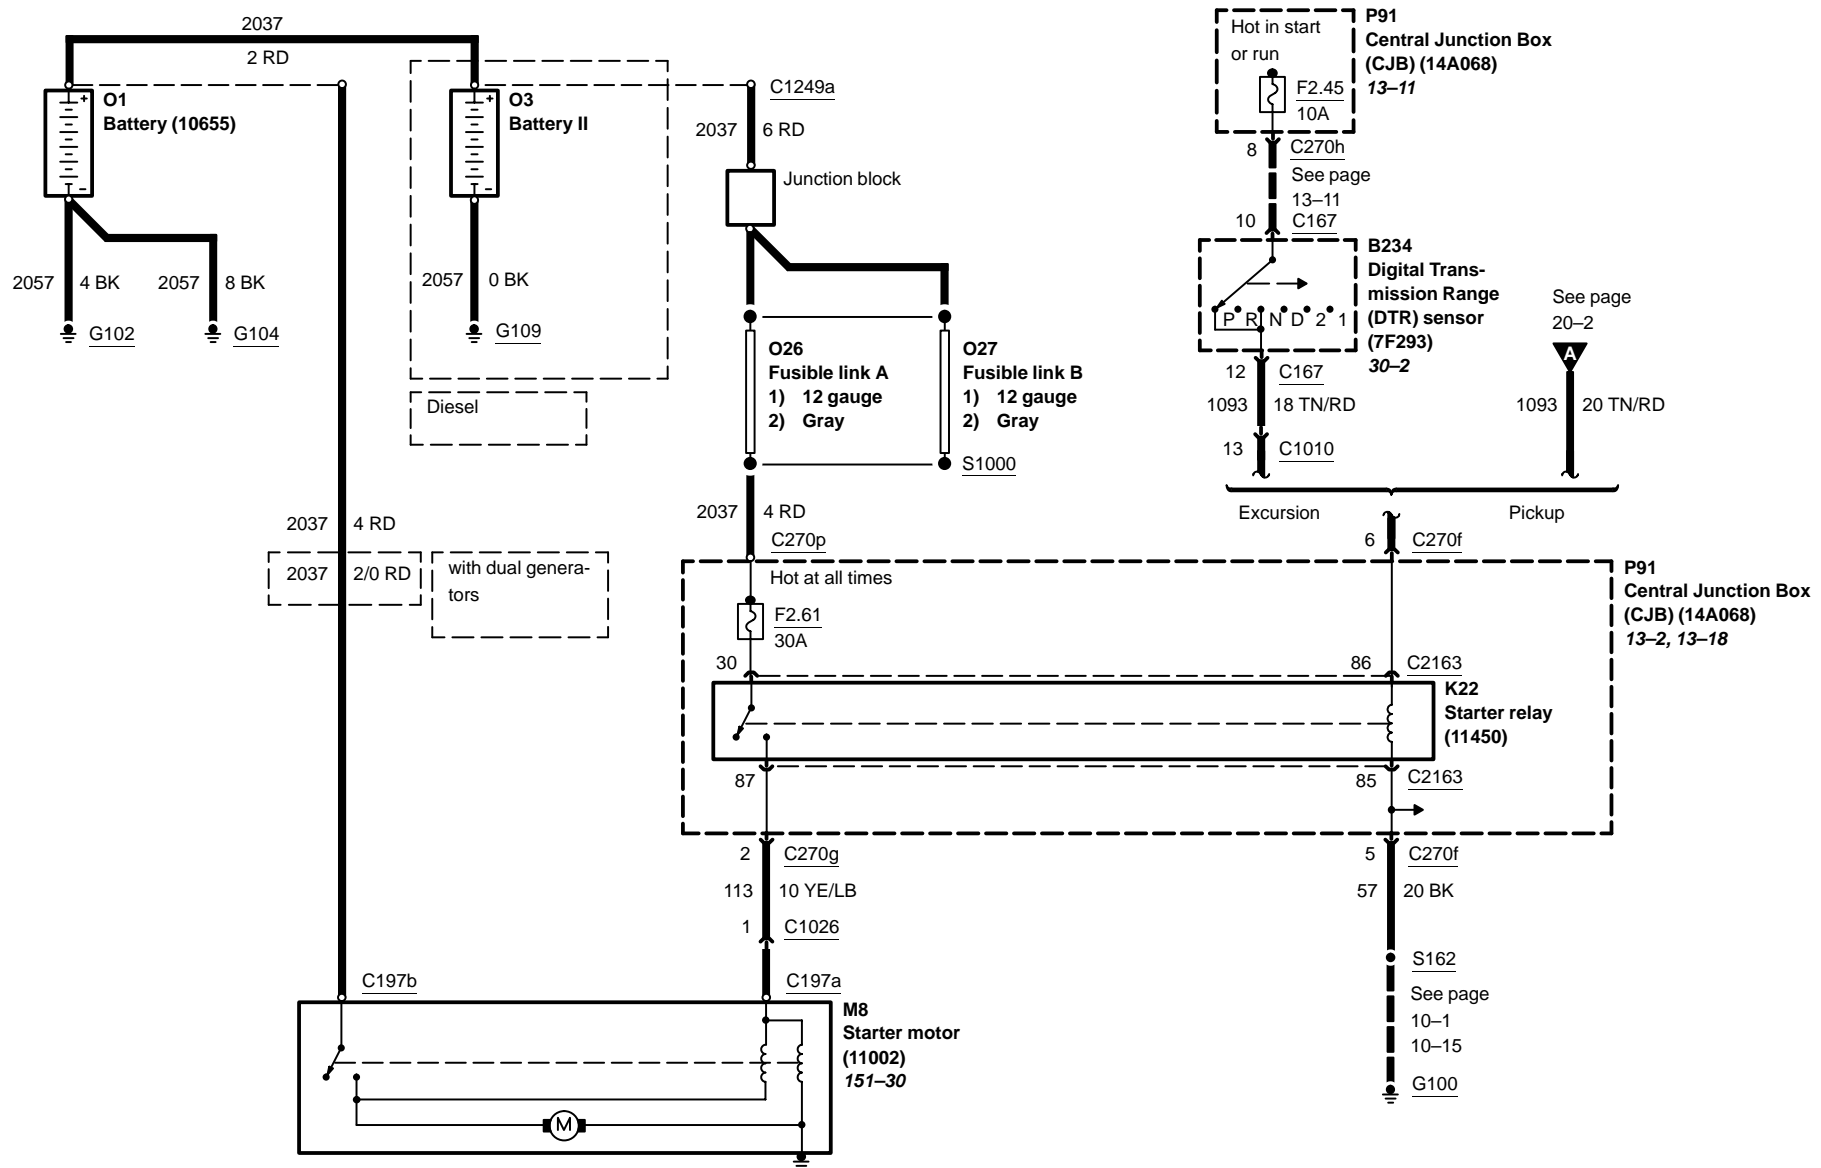 2037
2 RD
O1
Battery (10655)
+
–
2057
4 BK
2057
8 BK
G102
G104
O3
Battery II
+
–
2057
0 BK
G109
Diesel
C1249a
2037
6 RD
Junction block
O26
Fusible link A
1) 12 gauge
2) Gray
O27
Fusible link B
1) 12 gauge
2) Gray
S1000
2037
4 RD
C270p
2037
4 RD
2037
2/0 RD
with dual genera-
tors
Hot in start
or run
F2.45
10A
P91
Central Junction Box
(CJB) (14A068)
13–11
8
C270h
See page
13–11
10
C167
P R N D 2 1
B234
Digital Trans-
mission Range
(DTR) sensor
(7F293)
30–2
12
C167
1093
18 TN/RD
13
C1010
See page
20–2
A
1093
20 TN/RD
Excursion
Pickup
6
C270f
Hot at all times
F2.61
30A
P91
Central Junction Box
(CJB) (14A068)
13–2, 13–18
30
86
C2163
K22
Starter relay
(11450)
87
85
C2163
2
C270g
113
10 YE/LB
1
C1026
5
C270f
57
20 BK
S162
See page
10–1
10–15
G100
C197b
C197a
M8
Starter motor
(11002)
151–30
M